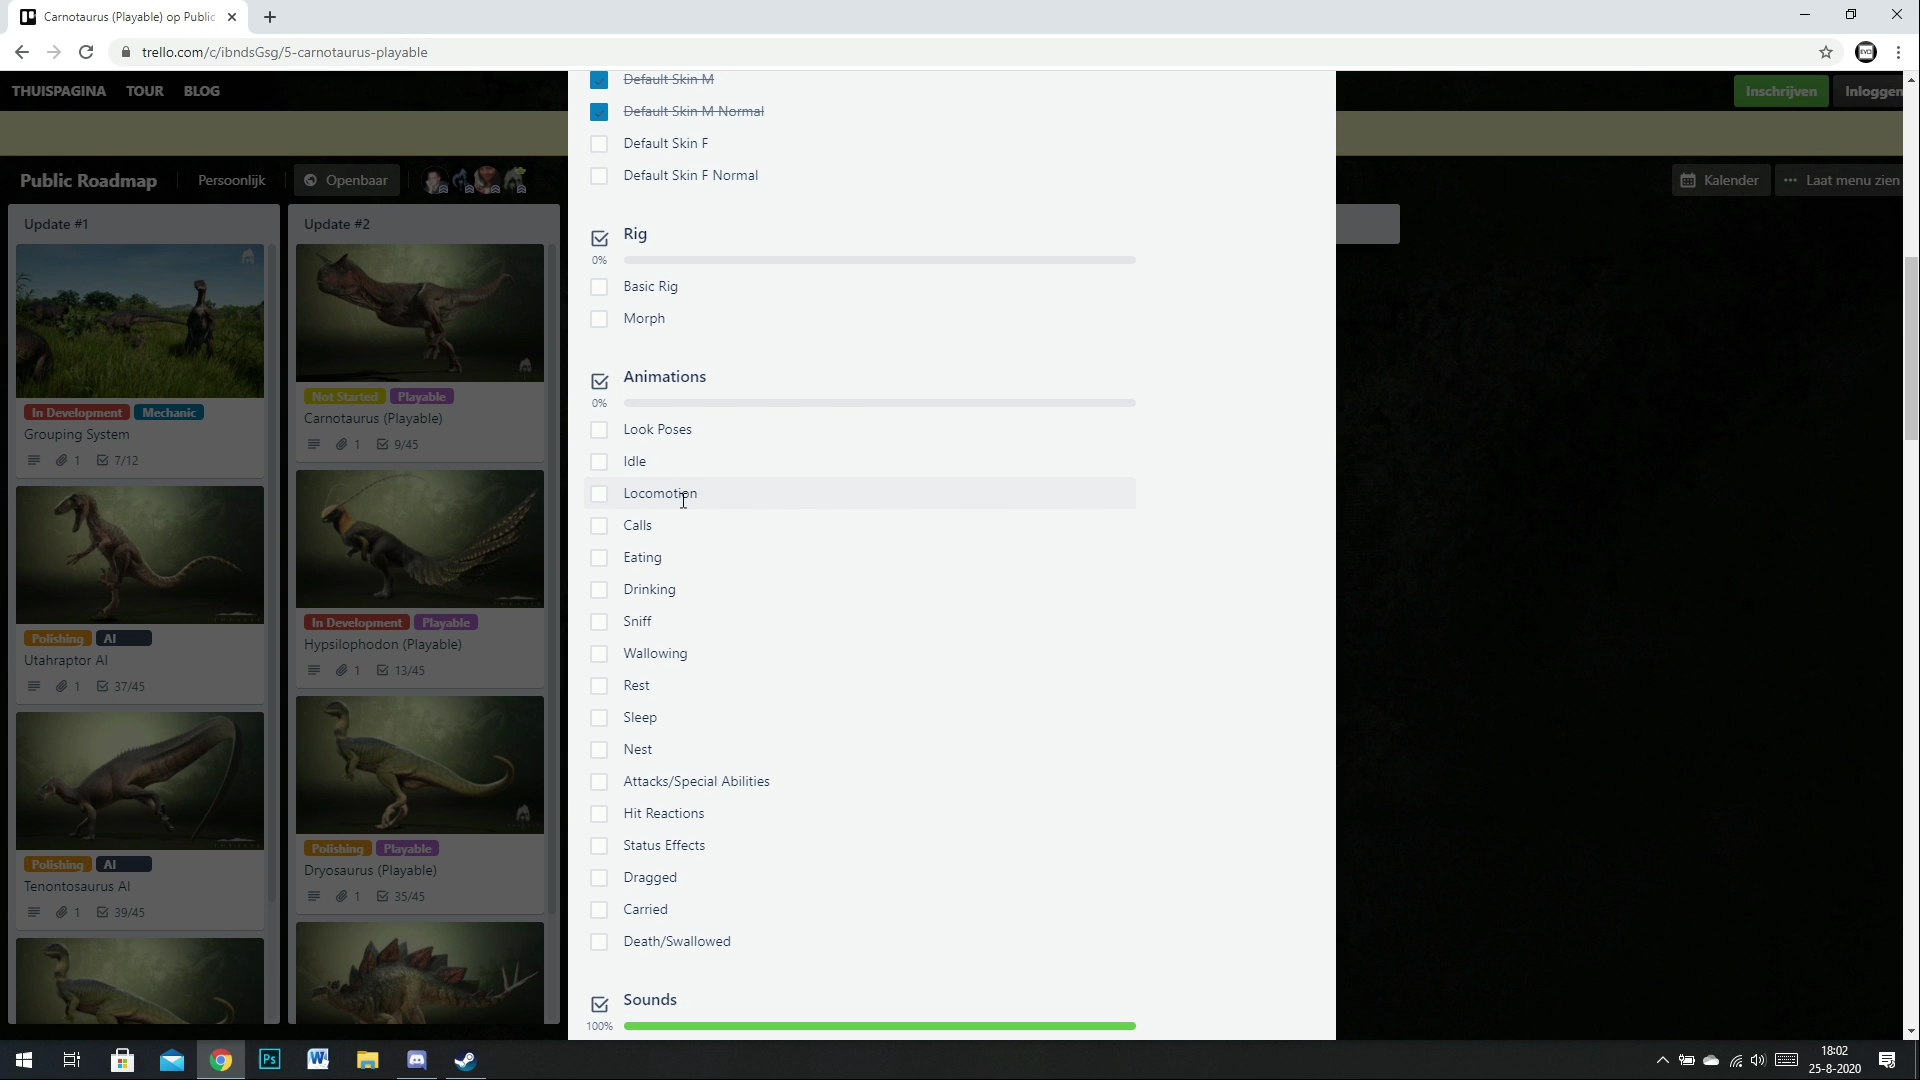 Carnotaurus (Playable) op Public
trello.com/c/ibndsGsg/5-carnotaurus-playable
THUISPAGINA TOUR BLOG
Inschrijven Inloggen
Public Roadmap Persoonlijk Openbaar
Kalender Laat menu zien
Update #1
In Development Mechanic
Grouping System
1 7/12
Polishing AI
Utahraptor AI
1 37/45
Polishing AI
Tenontosaurus AI
1 39/45
Update #2
Not Started Playable
Carnotaurus (Playable)
1 9/45
In Development Playable
Hypsilophodon (Playable)
1 13/45
Polishing Playable
Dryosaurus (Playable)
1 35/45
Default Skin M
Default Skin M Normal
Default Skin F
Default Skin F Normal
Rig
0%
Basic Rig
Morph
Animations
0%
Look Poses
Idle
Locomotion
Calls
Eating
Drinking
Sniff
Wallowing
Rest
Sleep
Nest
Attacks/Special Abilities
Hit Reactions
Status Effects
Dragged
Carried
Death/Swallowed
Sounds
100%
Ps
18:02
25-8-2020